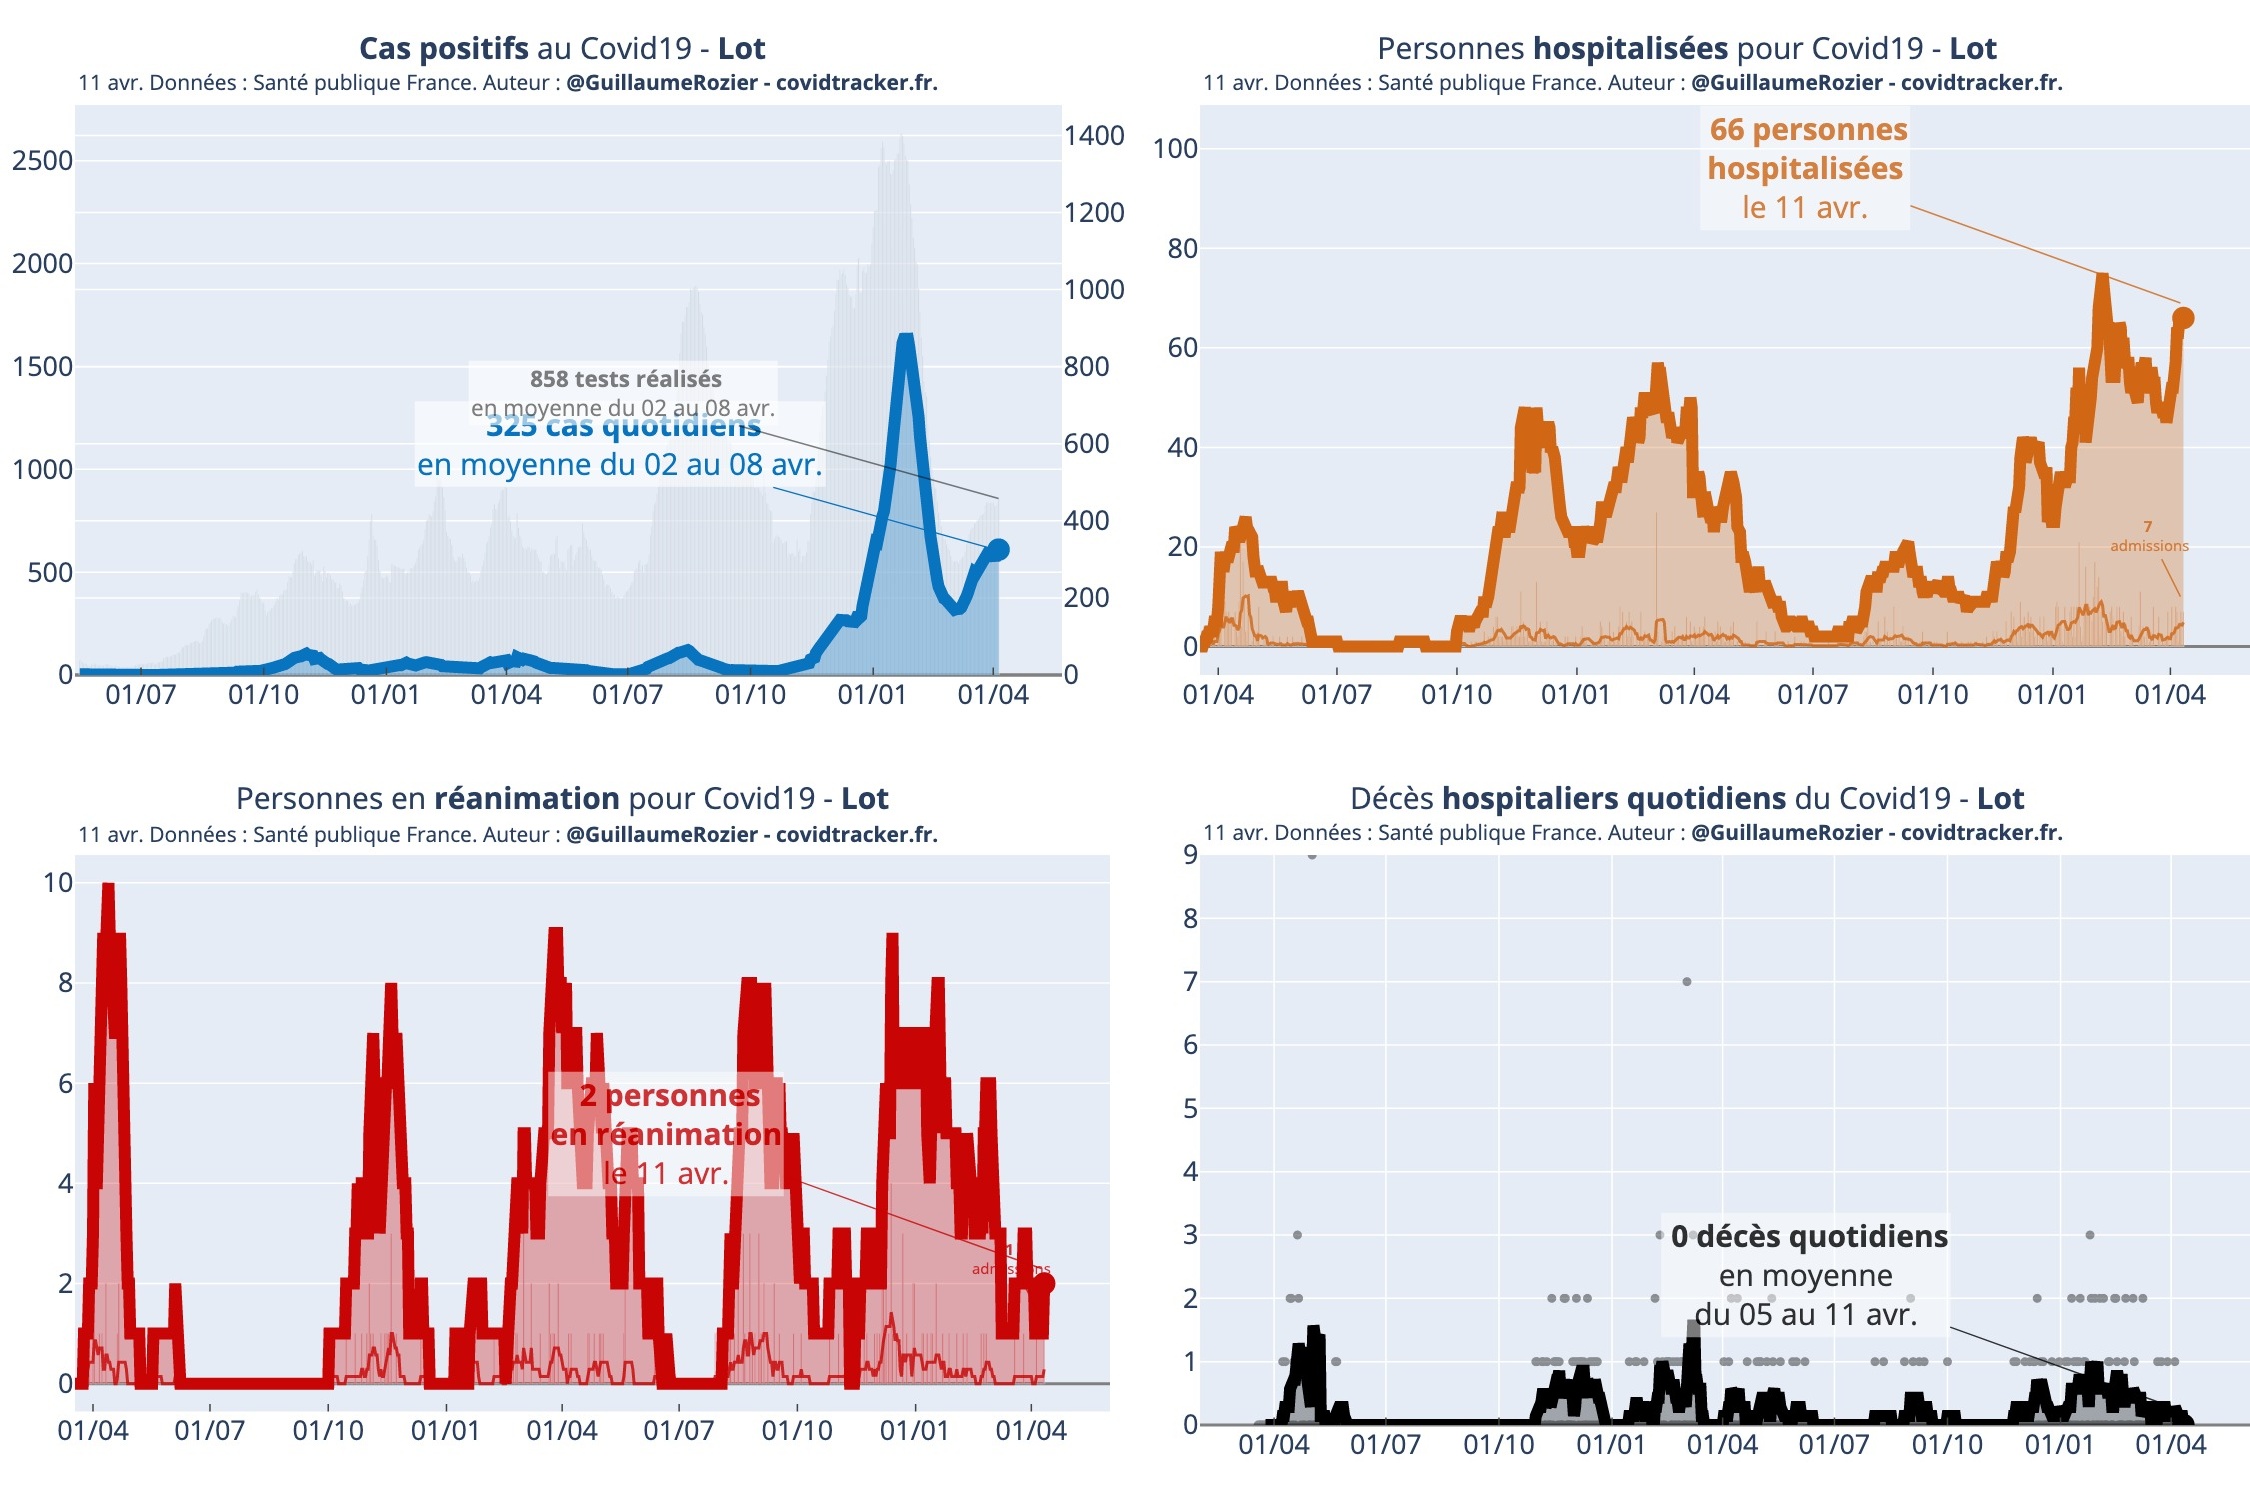 Cas positifs au Covid19 - Lot
11 avr. Données : Santé publique France. Auteur : @GuillaumeRozier - covidtracker.fr.
2500
2000
1500
1000
500
0
1400
1200
1000
800
600
400
200
0
858 tests réalisés
en moyenne du 02 au 08 avr.
325 cas quotidiens
en moyenne du 02 au 08 avr.
01/07 01/10 01/01 01/04 01/07 01/10 01/01 01/04
Personnes hospitalisées pour Covid19 - Lot
11 avr. Données : Santé publique France. Auteur : @GuillaumeRozier - covidtracker.fr.
100
80
60
40
20
0
66 personnes
hospitalisées
le 11 avr.
7
admissions
01/04 01/07 01/10 01/01 01/04 01/07 01/10 01/01 01/04
Personnes en réanimation pour Covid19 - Lot
11 avr. Données : Santé publique France. Auteur : @GuillaumeRozier - covidtracker.fr.
10
8
6
4
2
0
2 personnes
en réanimation
le 11 avr.
1
admissions
01/04 01/07 01/10 01/01 01/04 01/07 01/10 01/01 01/04
Décès hospitaliers quotidiens du Covid19 - Lot
11 avr. Données : Santé publique France. Auteur : @GuillaumeRozier - covidtracker.fr.
9
8
7
6
5
4
3
2
1
0
0 décès quotidiens
en moyenne
du 05 au 11 avr.
01/04 01/07 01/10 01/01 01/04 01/07 01/10 01/01 01/04